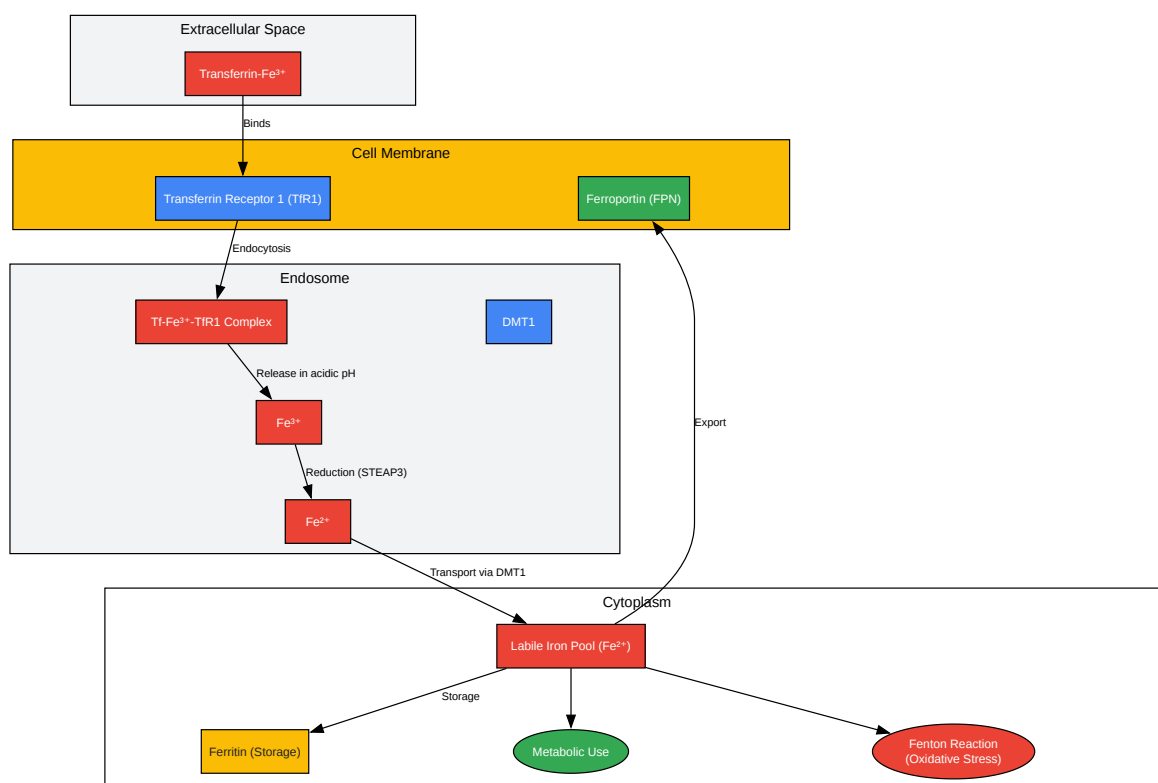 Extracellular Space
Transferrin-Fe³⁺
Binds
Cell Membrane
Transferrin Receptor 1 (TfR1)
Ferroportin (FPN)
Endocytosis
Endosome
Tf-Fe³⁺-TfR1 Complex
DMT1
Release in acidic pH
Fe³⁺
Export
Reduction (STEAP3)
Fe²⁺
Transport via DMT1
Cytoplasm
Labile Iron Pool (Fe²⁺)
Storage
Ferritin (Storage)
Metabolic Use
Fenton Reaction
(Oxidative Stress)